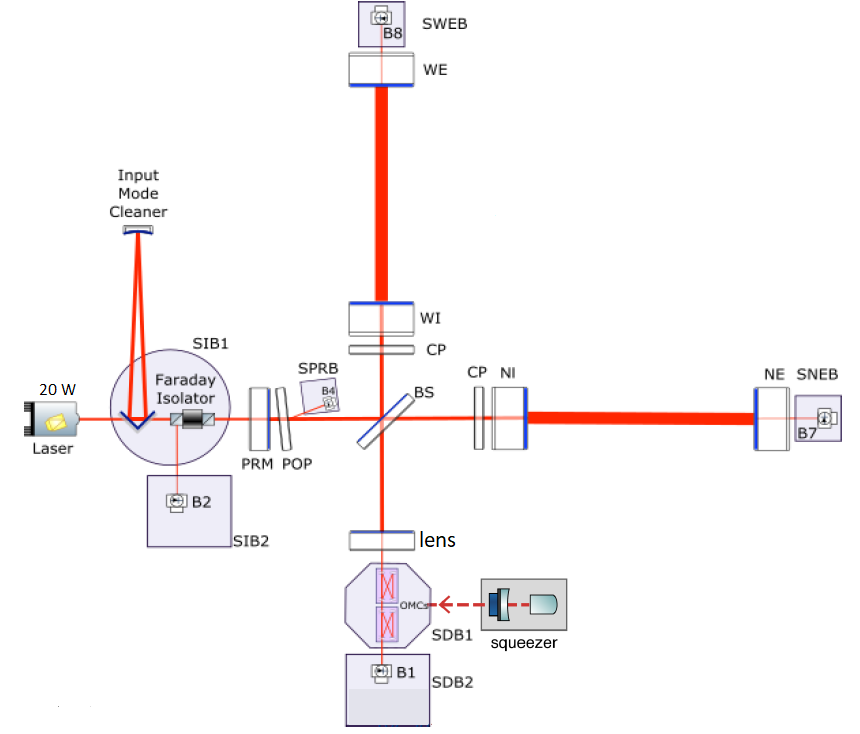 B8
SWEB
WE
Input
Mode
Cleaner
WI
CP
SIB1
Faraday
Isolator
SPRB
B4
CP NI
NE SNEB
20 W
BS
B7
Laser
PRM POP
B2
SIB2
lens
OMCs
SDB1
squeezer
B1
SDB2